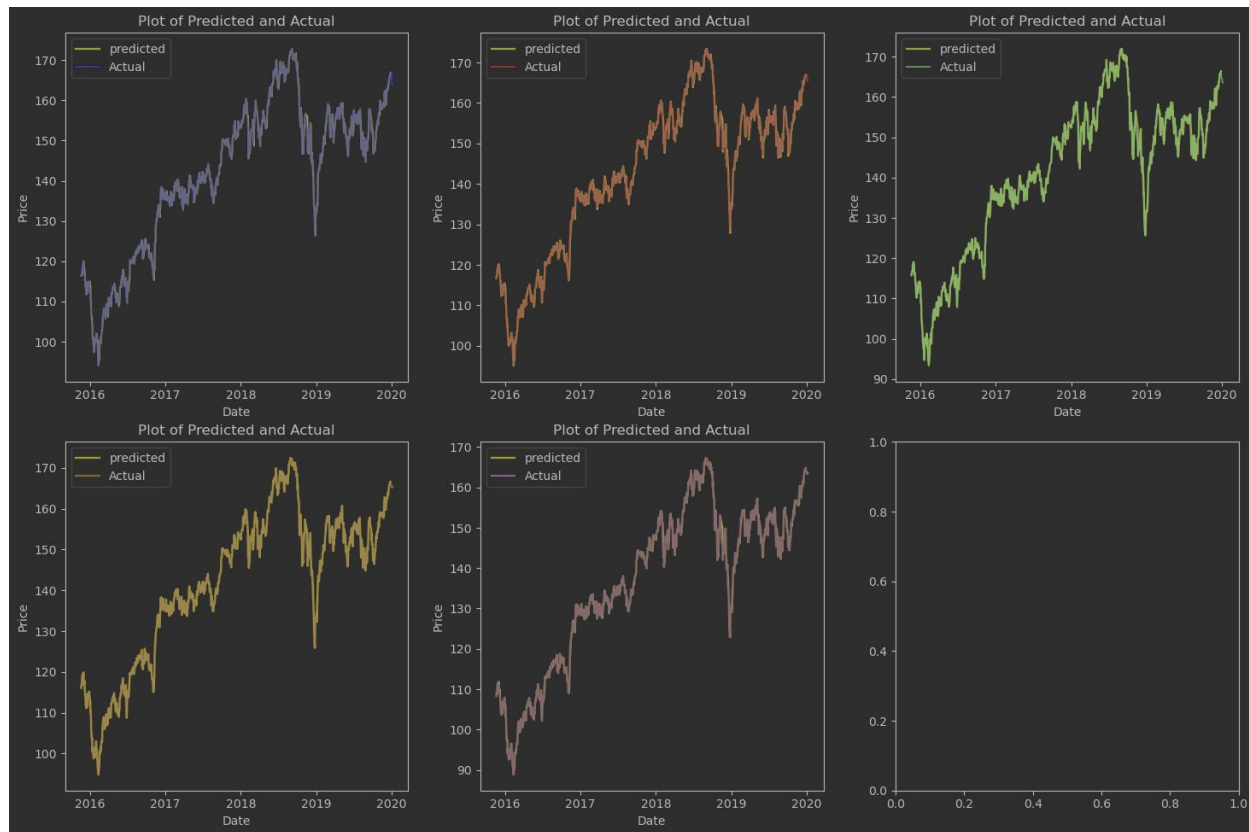 Plot of Predicted and Actual
predicted
Actual
170
160
150
140
130
120
110
100
Price
2016 2017 2018 2019 2020
Date
Plot of Predicted and Actual
predicted
Actual
170
160
150
140
130
120
110
100
Price
2016 2017 2018 2019 2020
Date
Plot of Predicted and Actual
predicted
Actual
170
160
150
140
130
120
110
100
90
Price
2016 2017 2018 2019 2020
Date
Plot of Predicted and Actual
predicted
Actual
170
160
150
140
130
120
110
100
Price
2016 2017 2018 2019 2020
Date
Plot of Predicted and Actual
predicted
Actual
170
160
150
140
130
120
110
100
90
Price
2016 2017 2018 2019 2020
Date
1.0
0.8
0.6
0.4
0.2
0.0
0.0 0.2 0.4 0.6 0.8 1.0